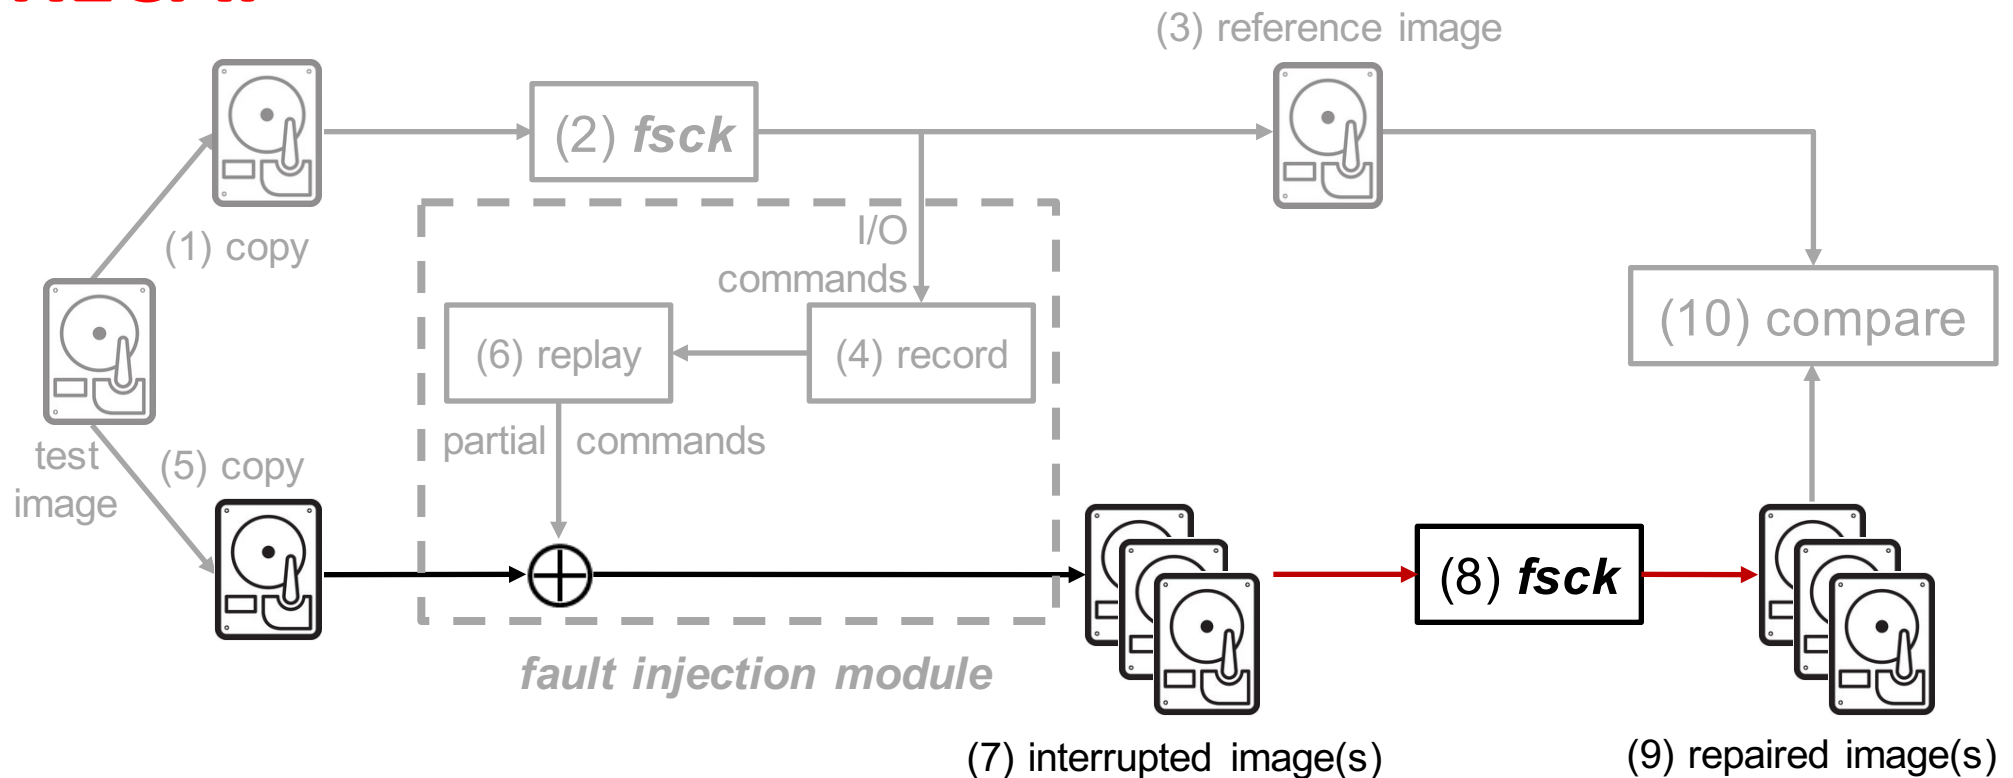 (3) reference image
(2) fsck
(1) copy
I/O
commands
(10) compare
(6) replay
(4) record
partial commands
test
image
(5) copy
(8) fsck
fault injection module
(7) interrupted image(s)
(9) repaired image(s)